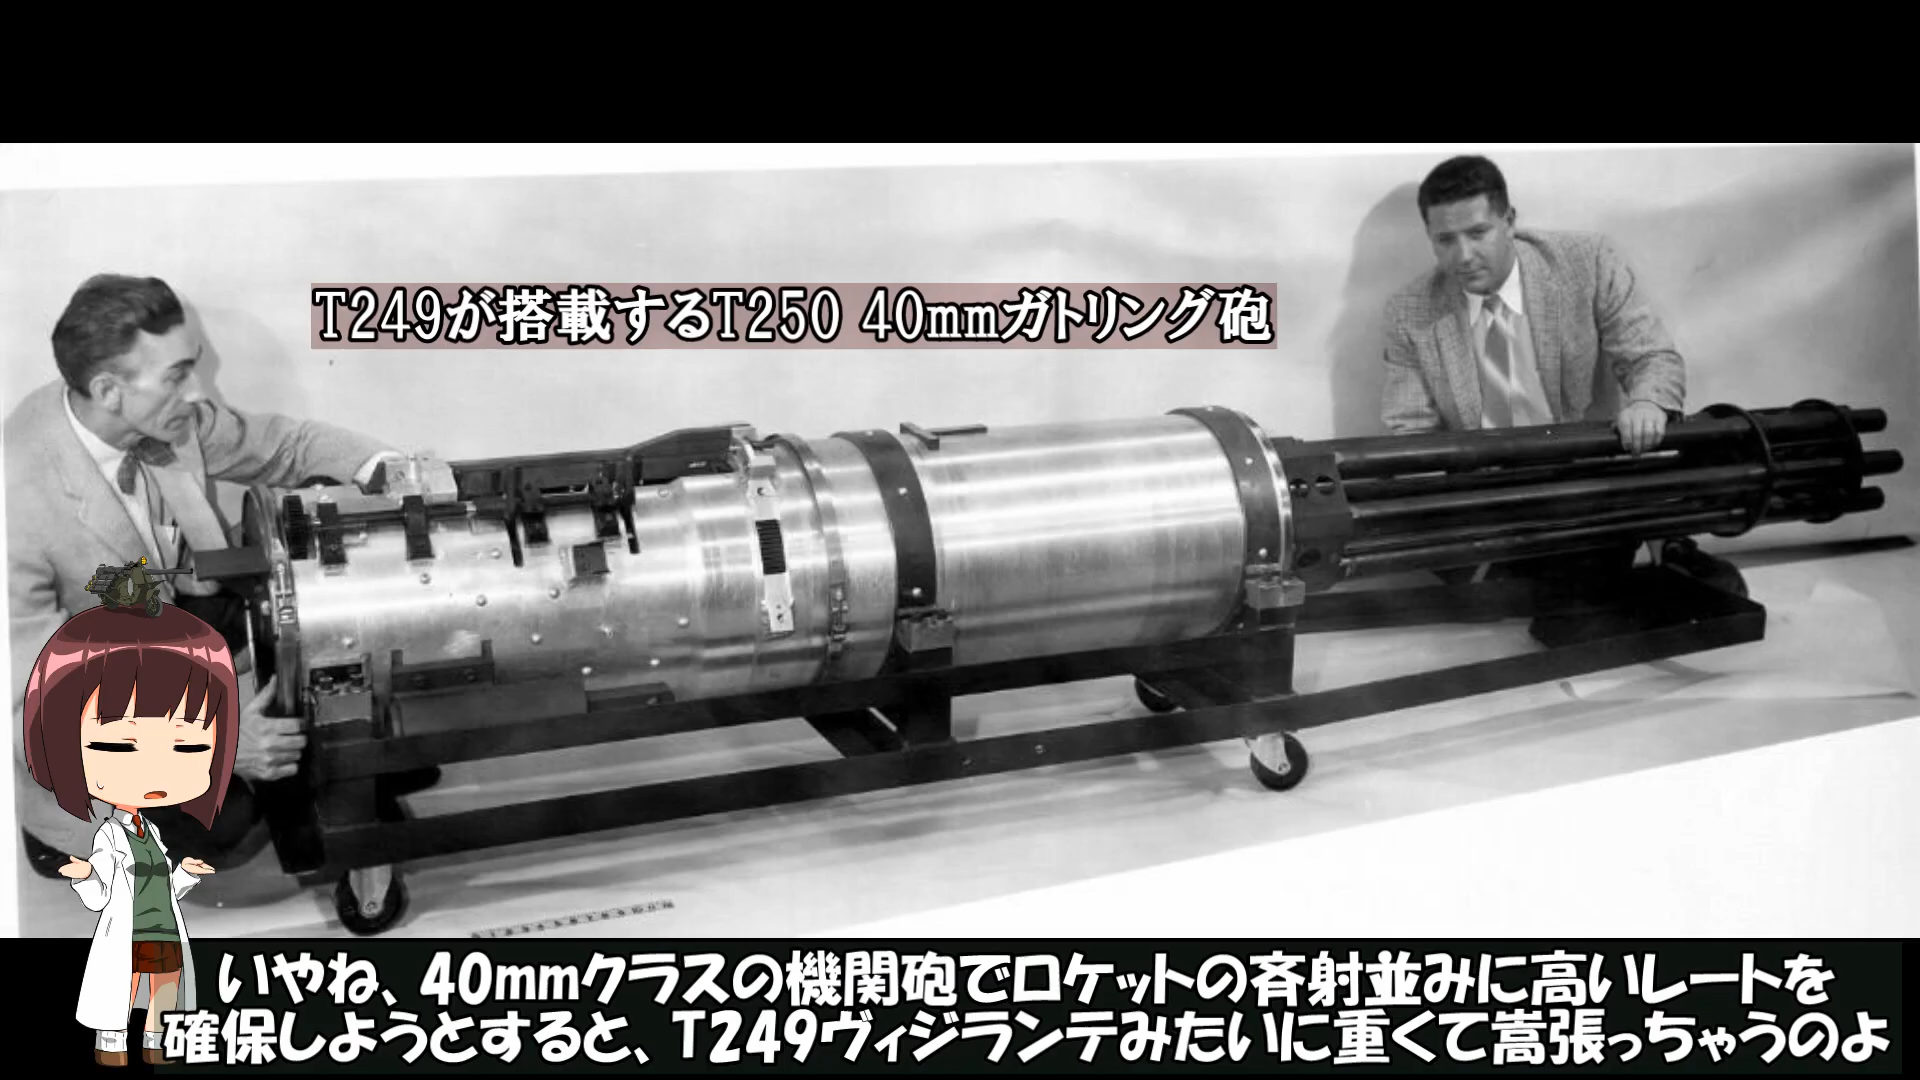 T249が搭載するT250 40mmガトリング砲
いやね、40mmクラスの機関砲でロケットの斉射並みに高いレートを
確保しようとすると、T249ヴィジランテみたいに重くて嵩張っちゃうのよ